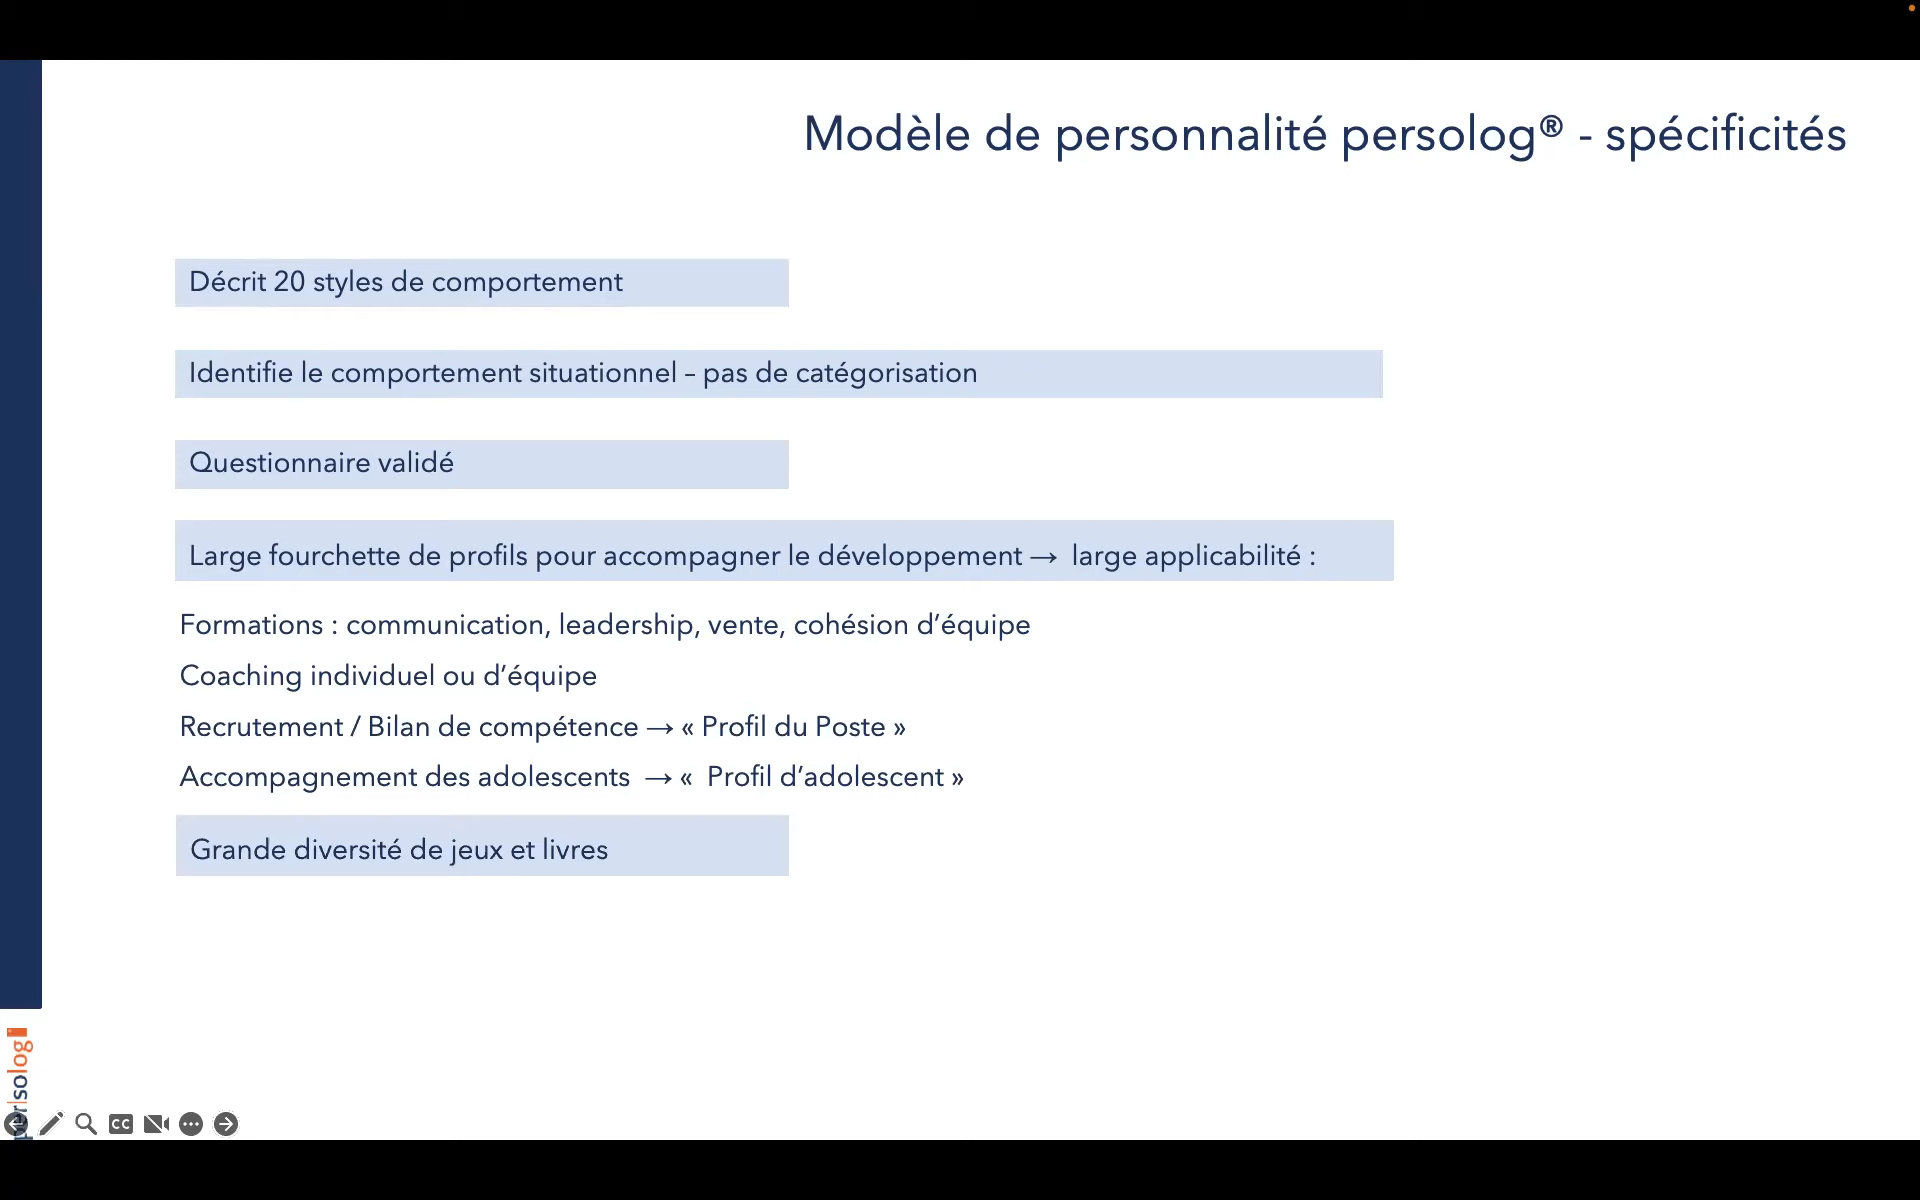 Modèle de personnalité persolog® - spécificités
Décrit 20 styles de comportement
Identifie le comportement situationnel – pas de catégorisation
Questionnaire validé
Large fourchette de profils pour accompagner le développement → large applicabilité :
Formations : communication, leadership, vente, cohésion d’équipe
Coaching individuel ou d’équipe
Recrutement / Bilan de compétence → « Profil du Poste »
Accompagnement des adolescents → « Profil d’adolescent »
Grande diversité de jeux et livres
persolog
CC